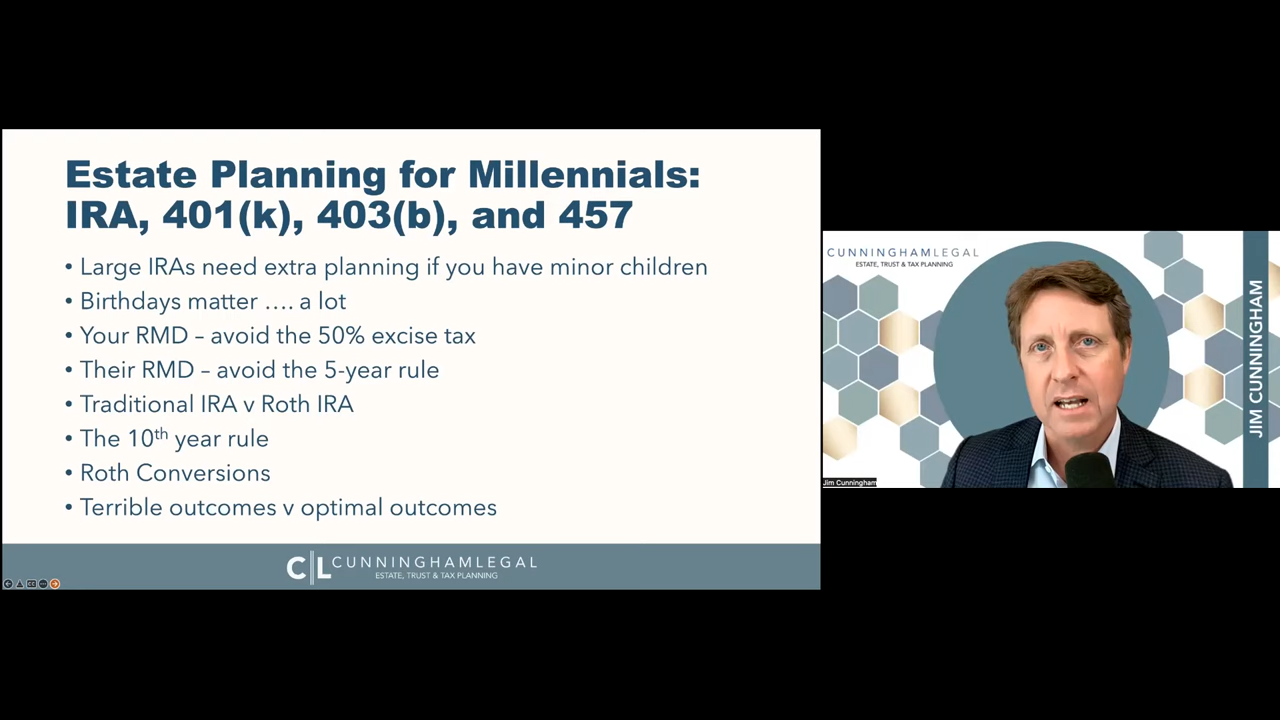 Estate Planning for Millennials:
IRA, 401(k), 403(b), and 457
• Large IRAs need extra planning if you have minor children
• Birthdays matter …. a lot
• Your RMD – avoid the 50% excise tax
• Their RMD – avoid the 5-year rule
• Traditional IRA v Roth IRA
• The 10th year rule
• Roth Conversions
• Terrible outcomes v optimal outcomes
C|L CUNNINGHAMLEGAL
ESTATE, TRUST & TAX PLANNING
CUNNINGHAMLEGAL
ESTATE, TRUST & TAX PLANNING
JIM CUNNINGHAM
Jim Cunningham